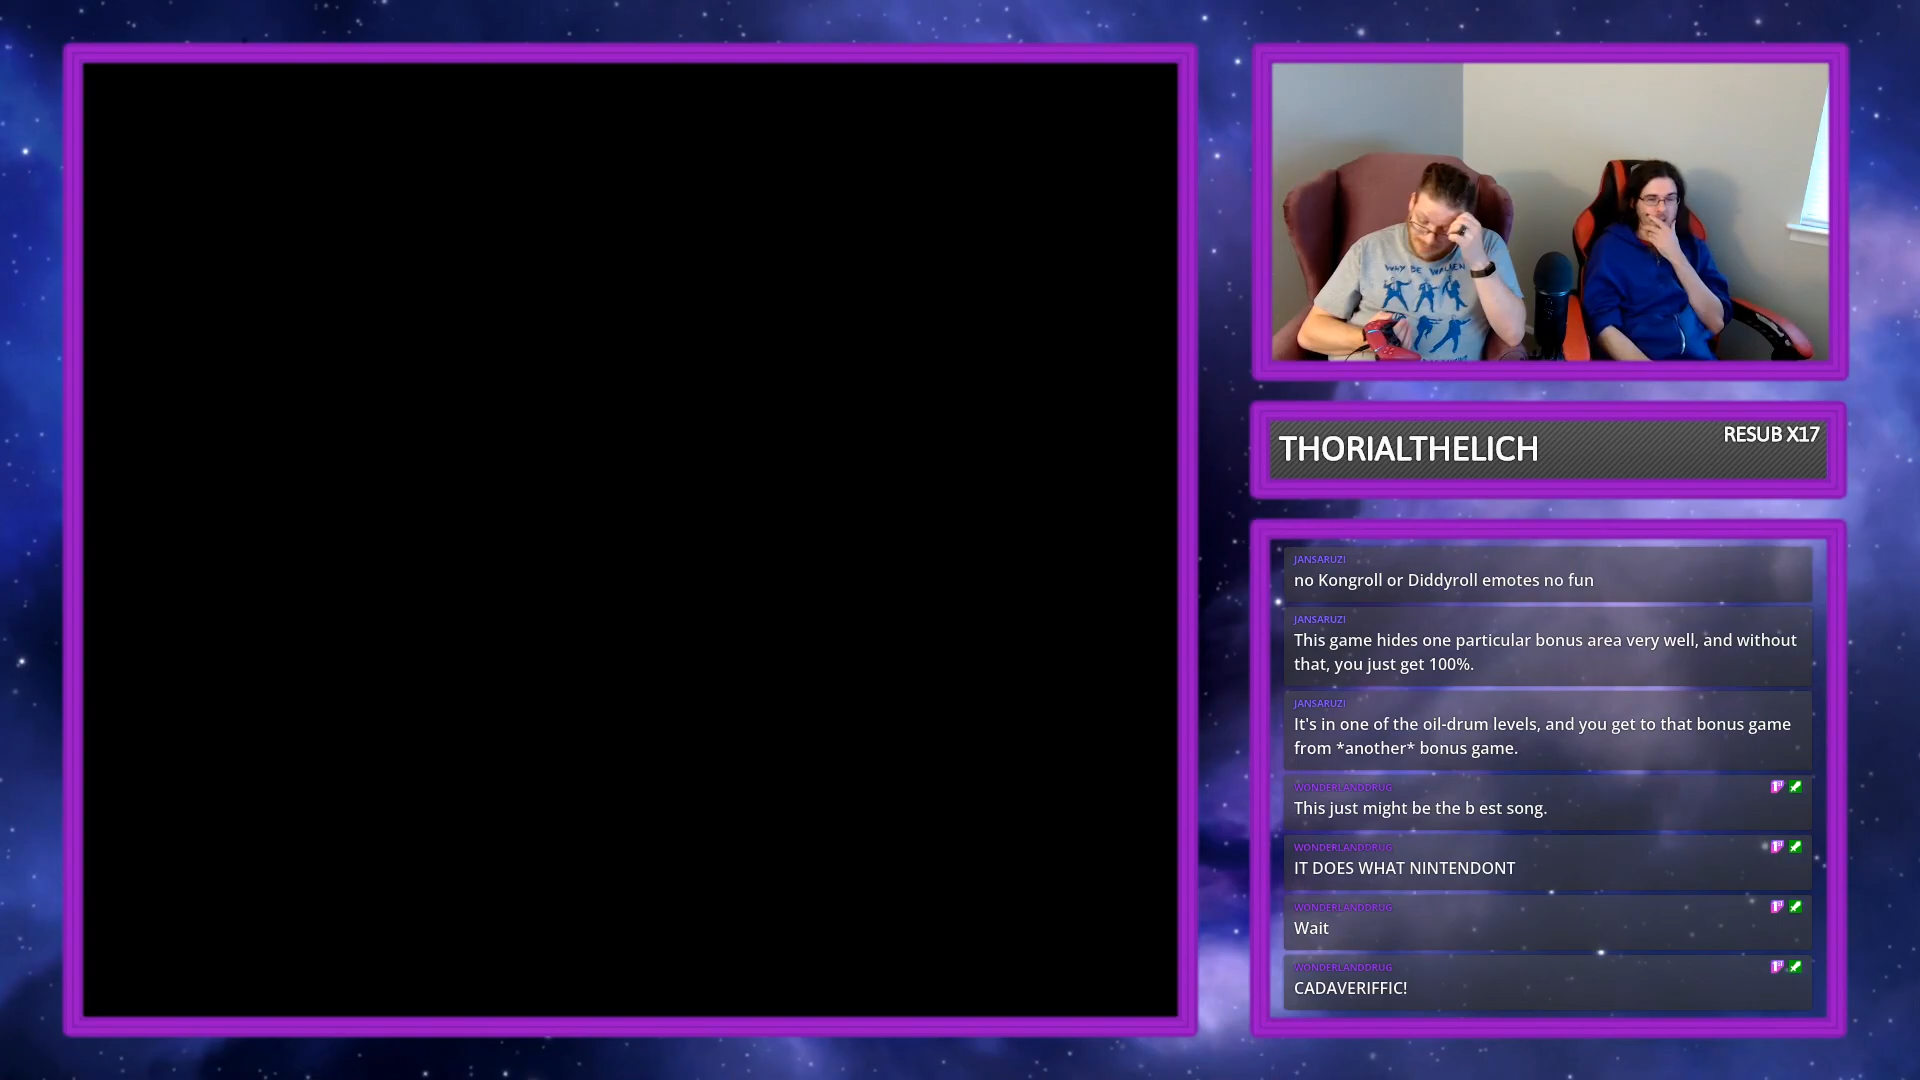 WHY BE WALKEN
THORIALTHELICH
RESUB X17
JANSARUZI
no Kongroll or Diddyroll emotes no fun
JANSARUZI
This game hides one particular bonus area very well, and without
that, you just get 100%.
JANSARUZI
It's in one of the oil-drum levels, and you get to that bonus game
from *another* bonus game.
WONDERLANDDRUG
This just might be the b est song.
WONDERLANDDRUG
IT DOES WHAT NINTENDONT
WONDERLANDDRUG
Wait
WONDERLANDDRUG
CADAVERIFFIC!